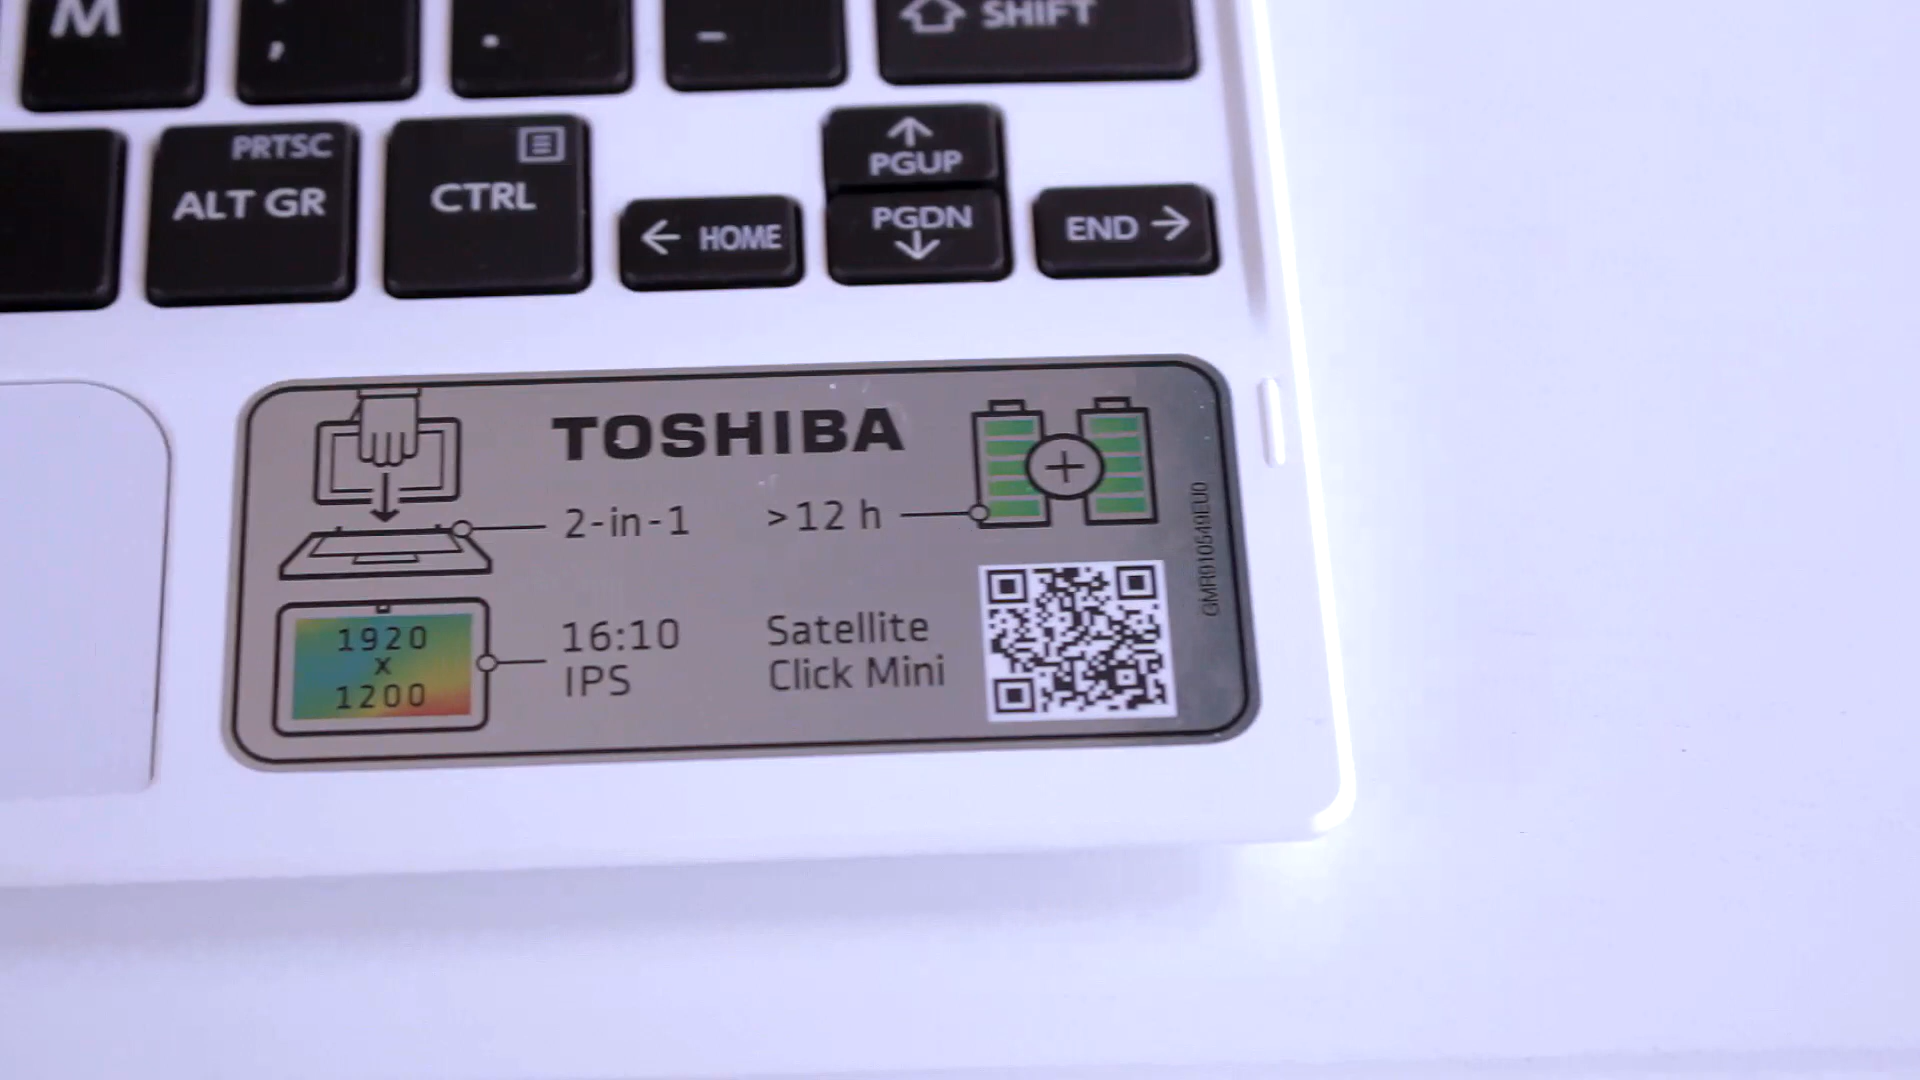 M
;
.
-
SHIFT
PRTSC
ALT GR
CTRL
PGUP
← HOME
PGDN
END →
TOSHIBA
2-in-1
>12 h
1920
x
1200
16:10
IPS
Satellite
Click Mini
GMR910549EU0